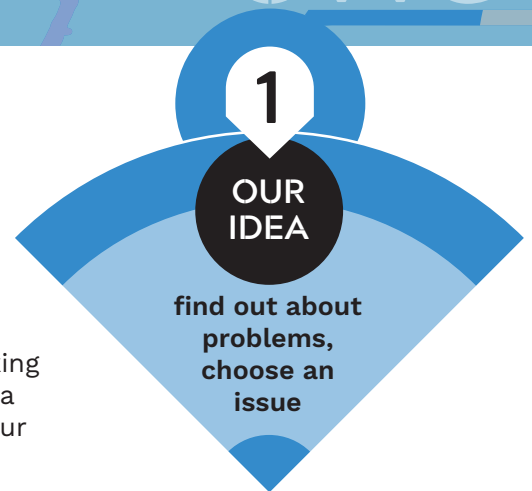 1
OUR
IDEA
find out about
problems,
choose an
issue
a